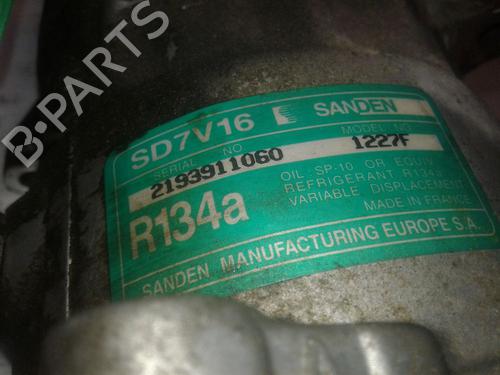 B-PARTS
SD7V16 SANDEN
SERIAL NO MODEL NO
2193911060 1227F
OIL SP-10 OR EQUIV
REFRIGERANT R134a
R134a VARIABLE DISPLACEMENT
MADE IN FRANCE
SANDEN MANUFACTURING EUROPE S.A.